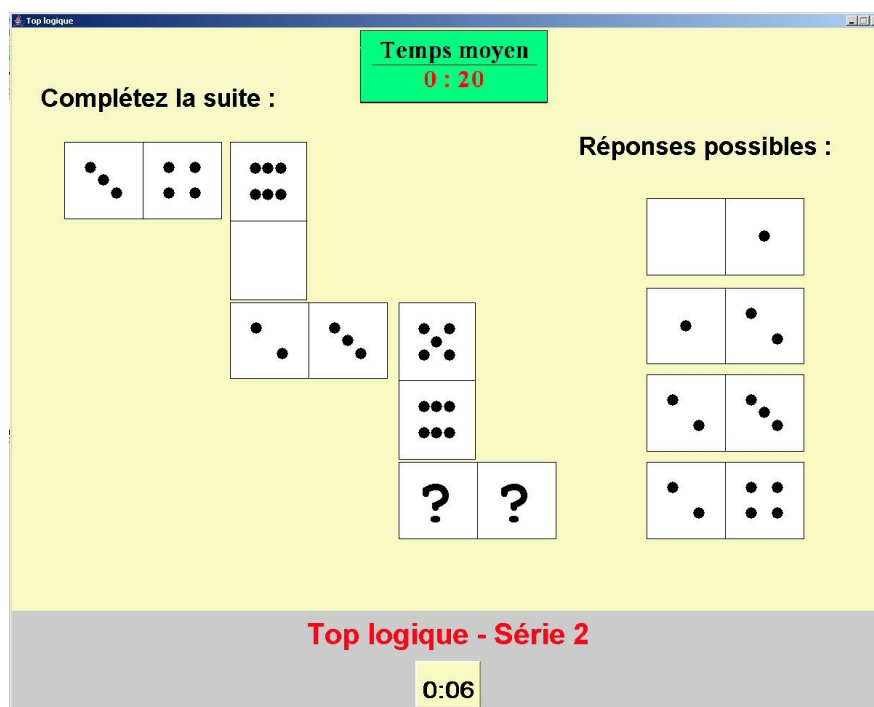 Top logique
Temps moyen
0 : 20
Complétez la suite :
Réponses possibles :
? ?
Top logique - Série 2
0:06